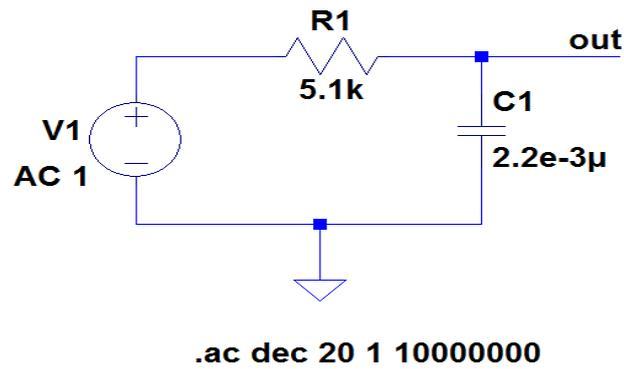 R1
out
5.1k
C1
V1
2.2e-3µ
AC 1
.ac dec 20 1 10000000